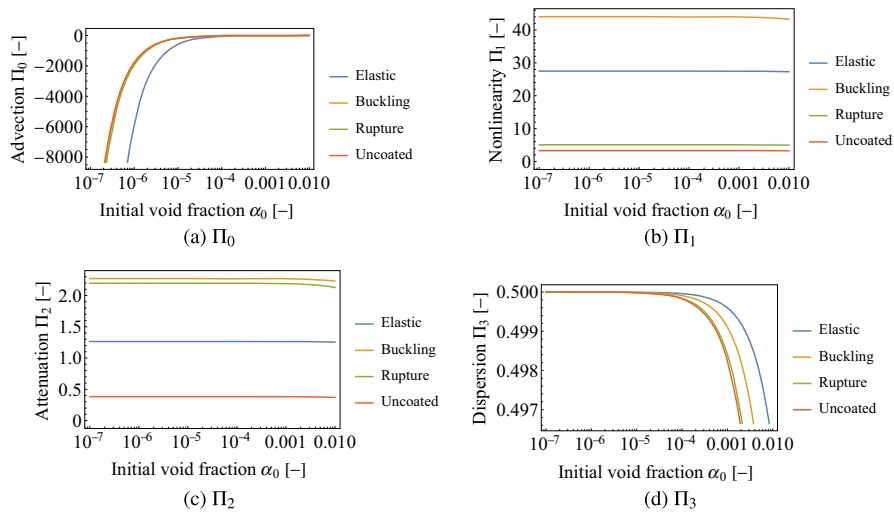 Advection Π0 [−]
0
−2000
−4000
−6000
−8000
10−7
10−6
10−5
10−4
0.001
0.010
Initial void fraction α0 [−]
Elastic
Buckling
Rupture
Uncoated
(a) Π0
Nonlinearity Π1 [−]
40
30
20
10
0
10−7
10−6
10−5
10−4
0.001
0.010
Initial void fraction α0 [−]
Elastic
Buckling
Rupture
Uncoated
(b) Π1
Attenuation Π2 [−]
2.0
1.5
1.0
0.5
0
10−7
10−6
10−5
10−4
0.001
0.010
Initial void fraction α0 [−]
Elastic
Buckling
Rupture
Uncoated
(c) Π2
Dispersion Π3 [−]
0.500
0.499
0.498
0.497
10−7
10−6
10−5
10−4
0.001
0.010
Initial void fraction α0 [−]
Elastic
Buckling
Rupture
Uncoated
(d) Π3